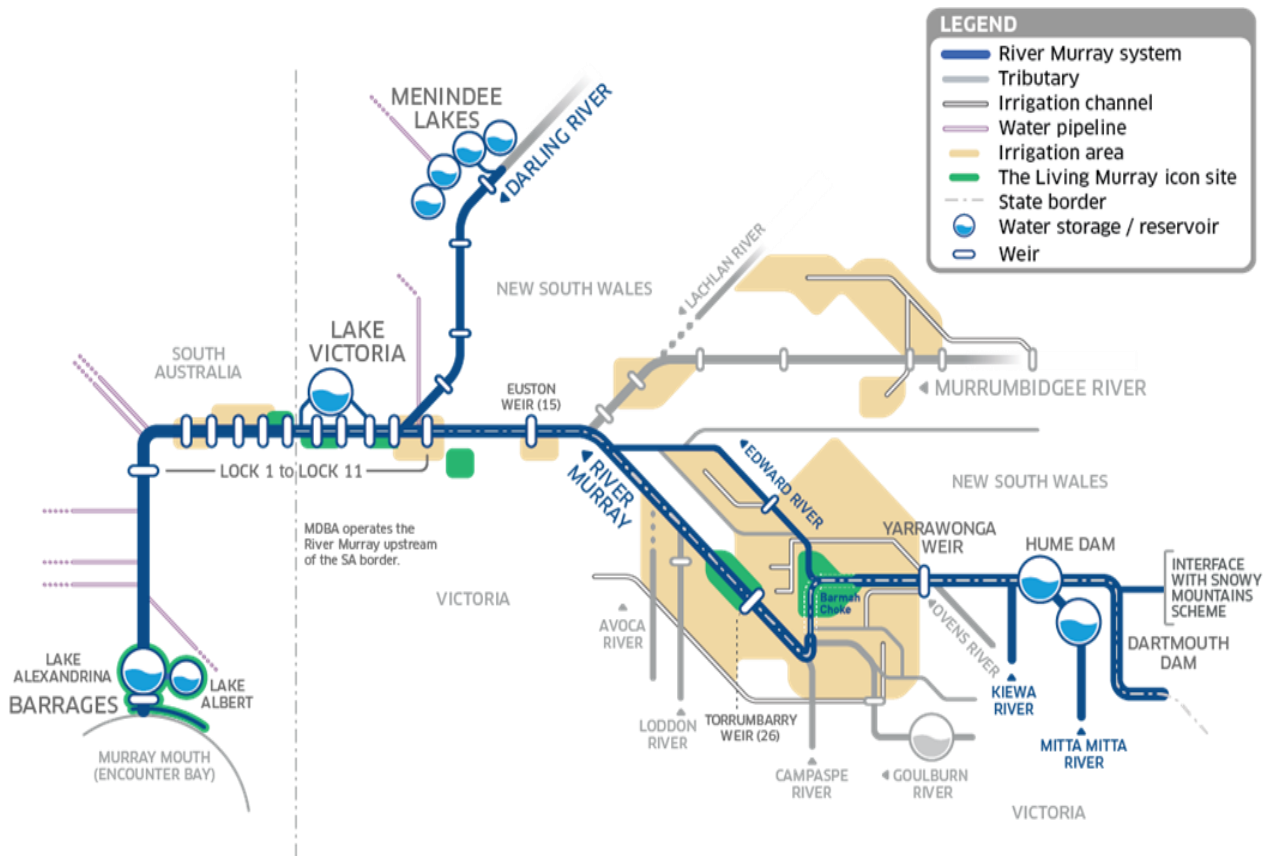 LEGEND
River Murray system
Tributary
Irrigation channel
Water pipeline
Irrigation area
The Living Murray icon site
State border
Water storage / reservoir
Weir
MENINDEE
LAKES
DARLING RIVER
NEW SOUTH WALES
LACHLAN RIVER
LAKE
VICTORIA
SOUTH
AUSTRALIA
EUSTON
WEIR (15)
MURRUMBIDGEE RIVER
LOCK 1 to LOCK 11
RIVER
MURRAY
EDWARD RIVER
NEW SOUTH WALES
MDBA operates the
River Murray upstream
of the SA border.
YARRAWONGA
WEIR
HUME DAM
INTERFACE
WITH SNOWY
MOUNTAINS
SCHEME
VICTORIA
Barmah
Choke
AVOCA
RIVER
OVENS RIVER
DARTMOUTH
DAM
LAKE
ALEXANDRINA
LAKE
ALBERT
BARRAGES
KIEWA
RIVER
LODDON
RIVER
TORRUMBARRY
WEIR (26)
MITTA MITTA
RIVER
MURRAY MOUTH
(ENCOUNTER BAY)
CAMPASPE
RIVER
GOULBURN
RIVER
VICTORIA